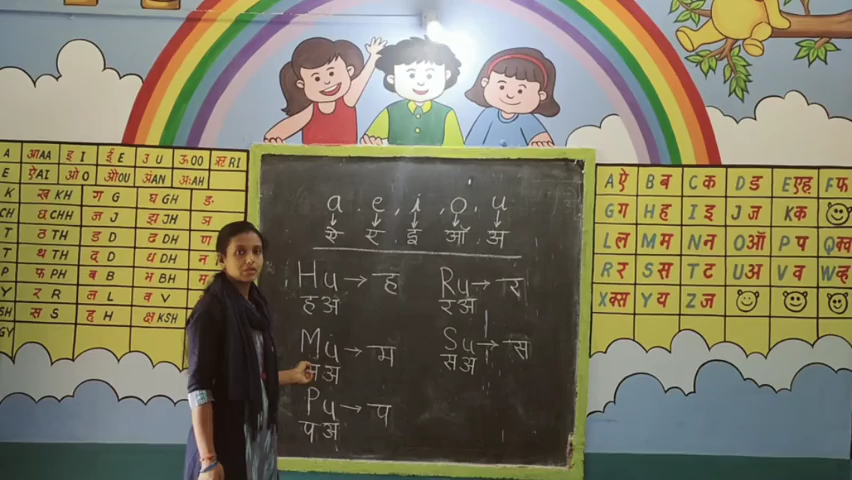 a . e , i , o , u
ऐ . ए . ई . ऑ . अ
Hu → ह
हअ
Mu → म
मअ
Pu → प
पअ
Ru → र
रअ
Su → स
सअ
A आ AA इ I ई E उ U ऊ OO ऋ RI
E ऐ AI ओ O औ OU अं AN अः AH
K ख KH ग G घ GH ङ
CH छ CHH ज J झ JH ञ
T ठ TH ड D ढ DH ण
T थ TH द D ध DH न
P फ PH ब B भ BH म
Y र R ल L व V
SH स S ह H क्ष KSH
GY
A ऐ B ब C क D ड E एह F फ
G ग H ह I इ J ज K क
L ल M म N न O ऑ P प Q क्व
R र S स T ट U अ V व W व्ह
X क्स Y य Z ज